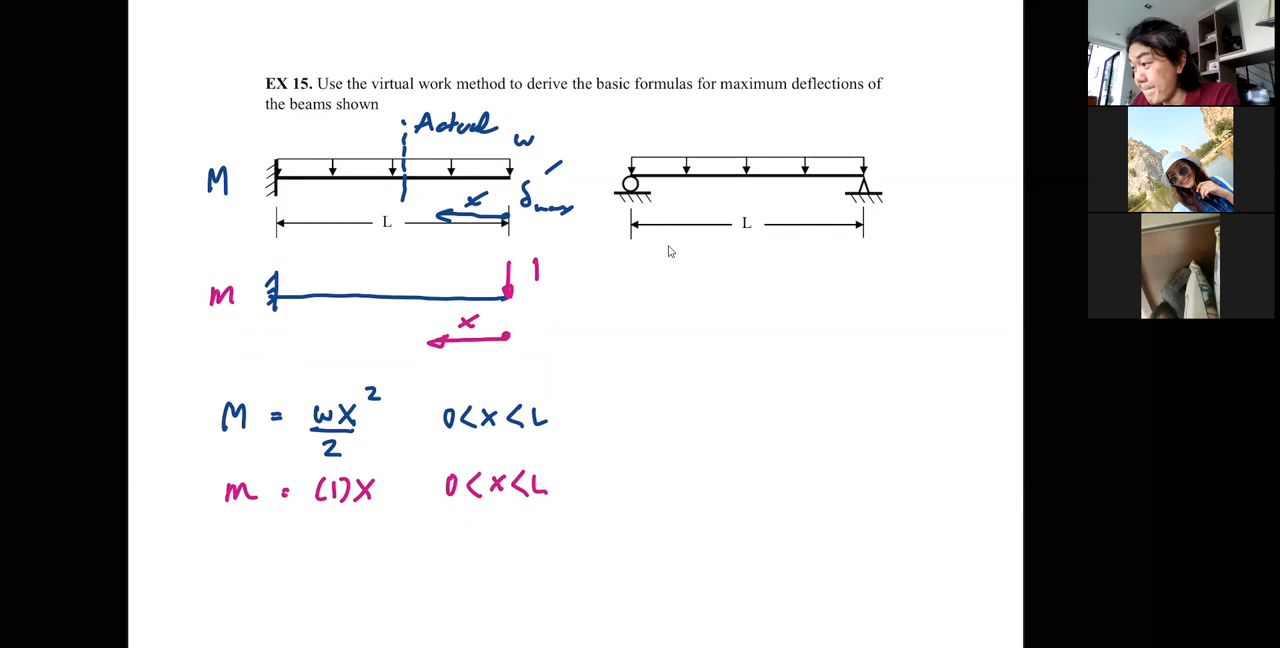 EX 15. Use the virtual work method to derive the basic formulas for maximum deflections of
the beams shown
Actual
w
M
δmax
x
L
L
m
1
x
M = wx²/2 0<x<L
m = (1)x 0<x<L